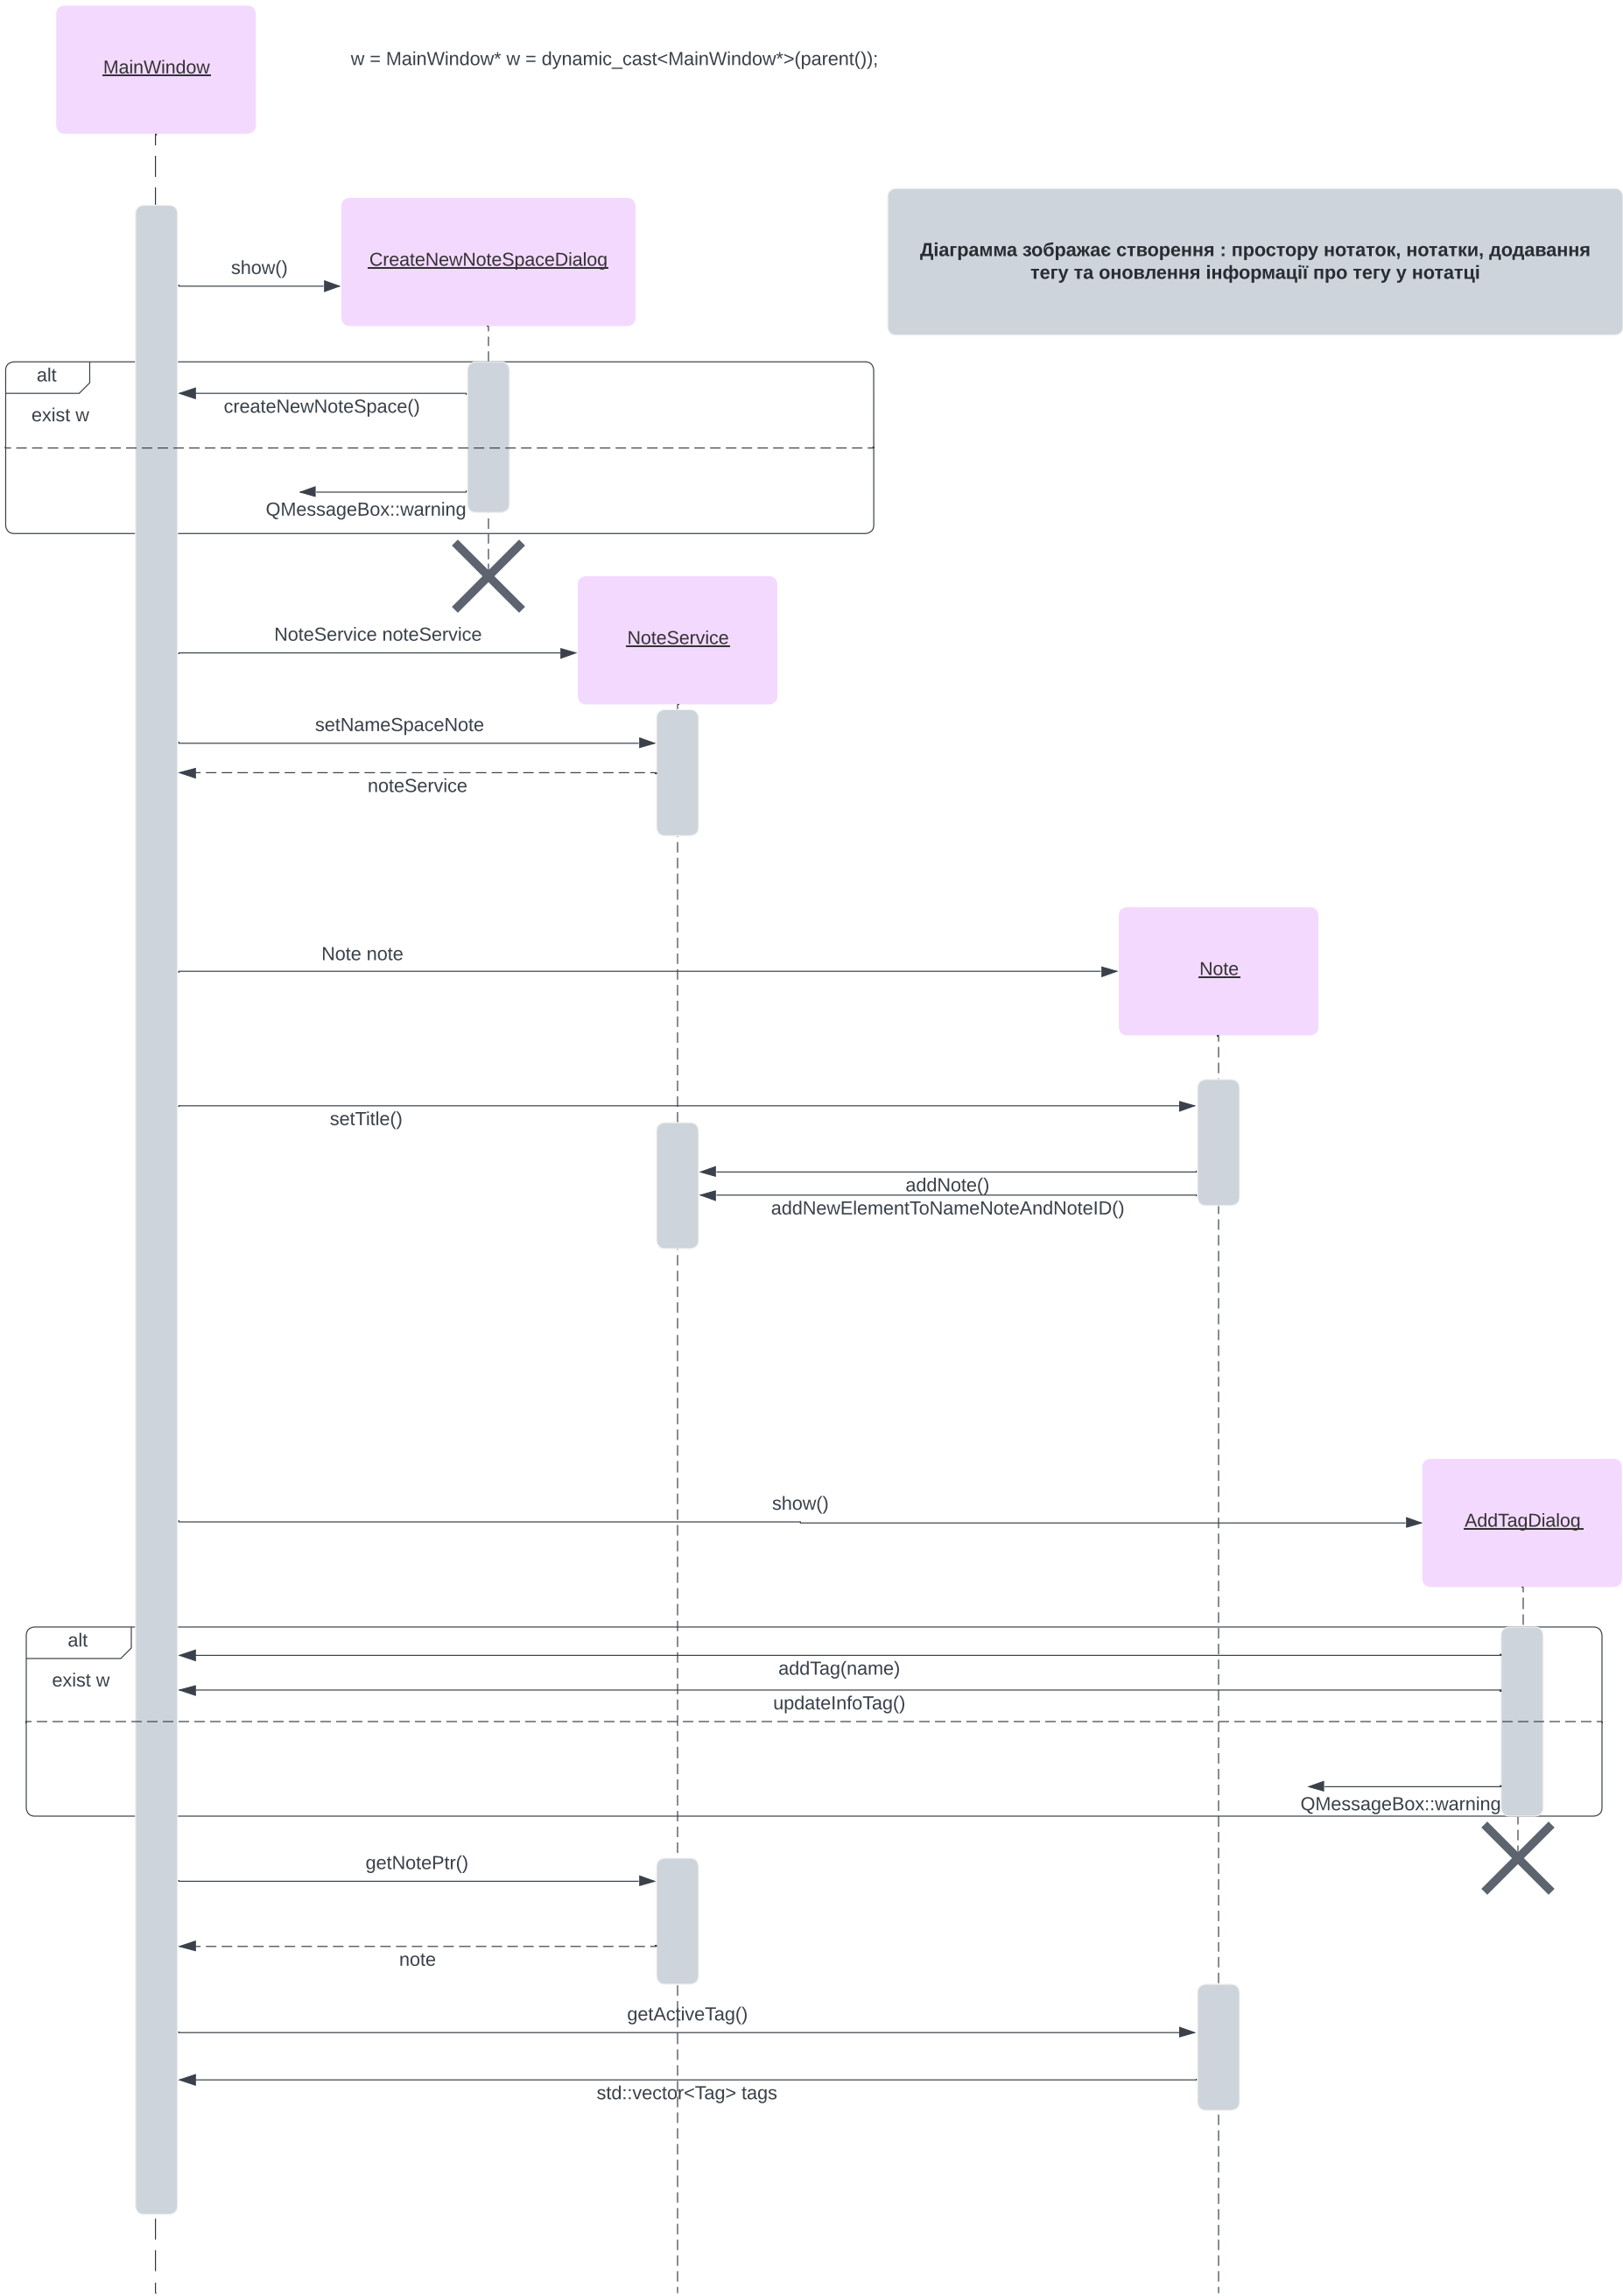 MainWindow
w = MainWindow* w = dynamic_cast<MainWindow*>(parent());
Діаграмма зображає створення : простору нотаток, нотатки, додавання
тегу та оновлення інформації про тегу у нотатці
CreateNewNoteSpaceDialog
show()
alt
createNewNoteSpace()
exist w
QMessageBox::warning
NoteService noteService
NoteService
setNameSpaceNote
noteService
Note note
Note
setTitle()
addNote()
addNewElementToNameNoteAndNoteID()
show()
AddTagDialog
alt
addTag(name)
exist w
updateInfoTag()
QMessageBox::warning
getNotePtr()
note
getActiveTag()
std::vector<Tag> tags